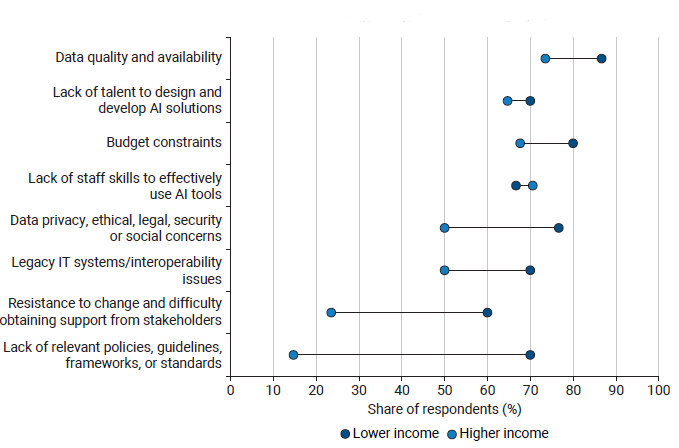 Data quality and availability
Lack of talent to design and
develop AI solutions
Budget constraints
Lack of staff skills to effectively
use AI tools
Data privacy, ethical, legal, security
or social concerns
Legacy IT systems/interoperability
issues
Resistance to change and difficulty
obtaining support from stakeholders
Lack of relevant policies, guidelines,
frameworks, or standards
0 10 20 30 40 50 60 70 80 90 100
Share of respondents (%)
Lower income Higher income